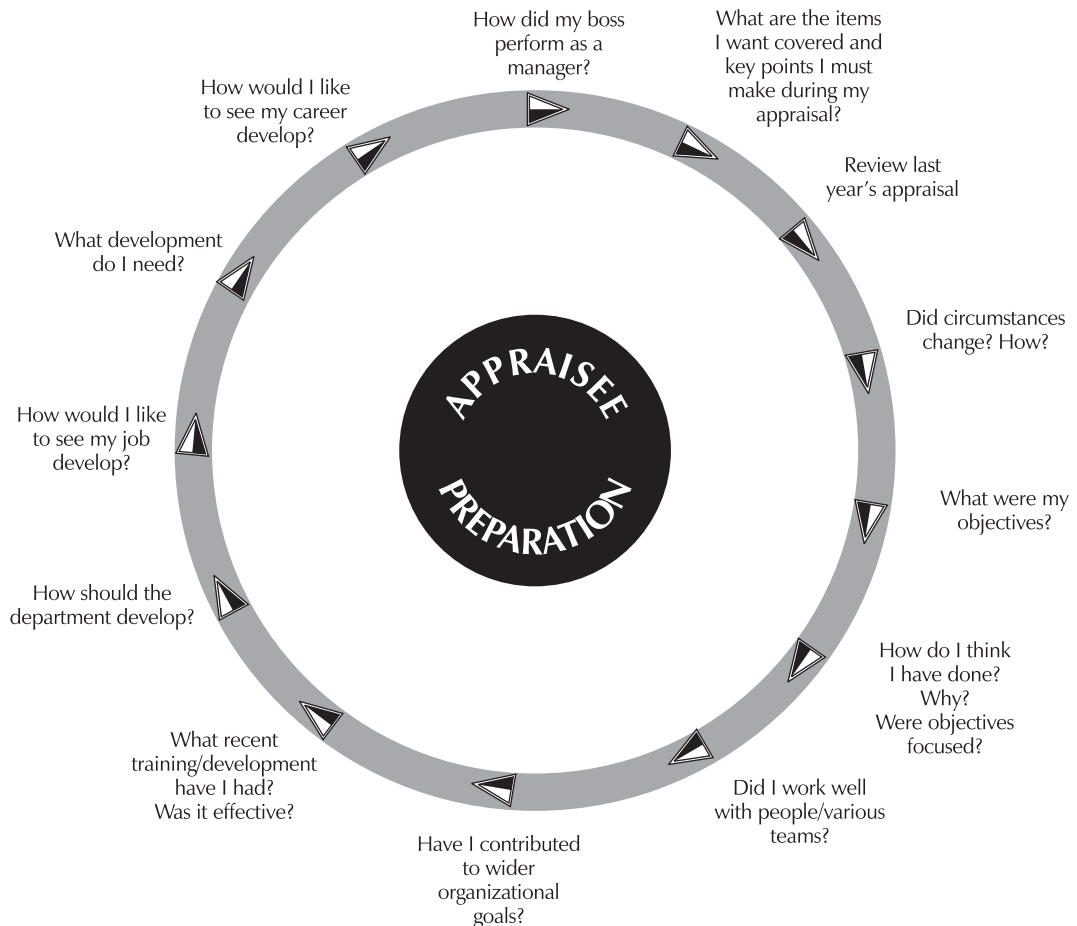 How did my boss
perform as a
manager?
What are the items
I want covered and
key points I must
make during my
appraisal?
Review last
year’s appraisal
Did circumstances
change? How?
What were my
objectives?
How do I think
I have done?
Why?
Were objectives
focused?
Did I work well
with people/various
teams?
Have I contributed
to wider
organizational
goals?
What recent
training/development
have I had?
Was it effective?
How should the
department develop?
How would I like
to see my job
develop?
What development
do I need?
How would I like
to see my career
develop?
APPRAISEE
PREPARATION